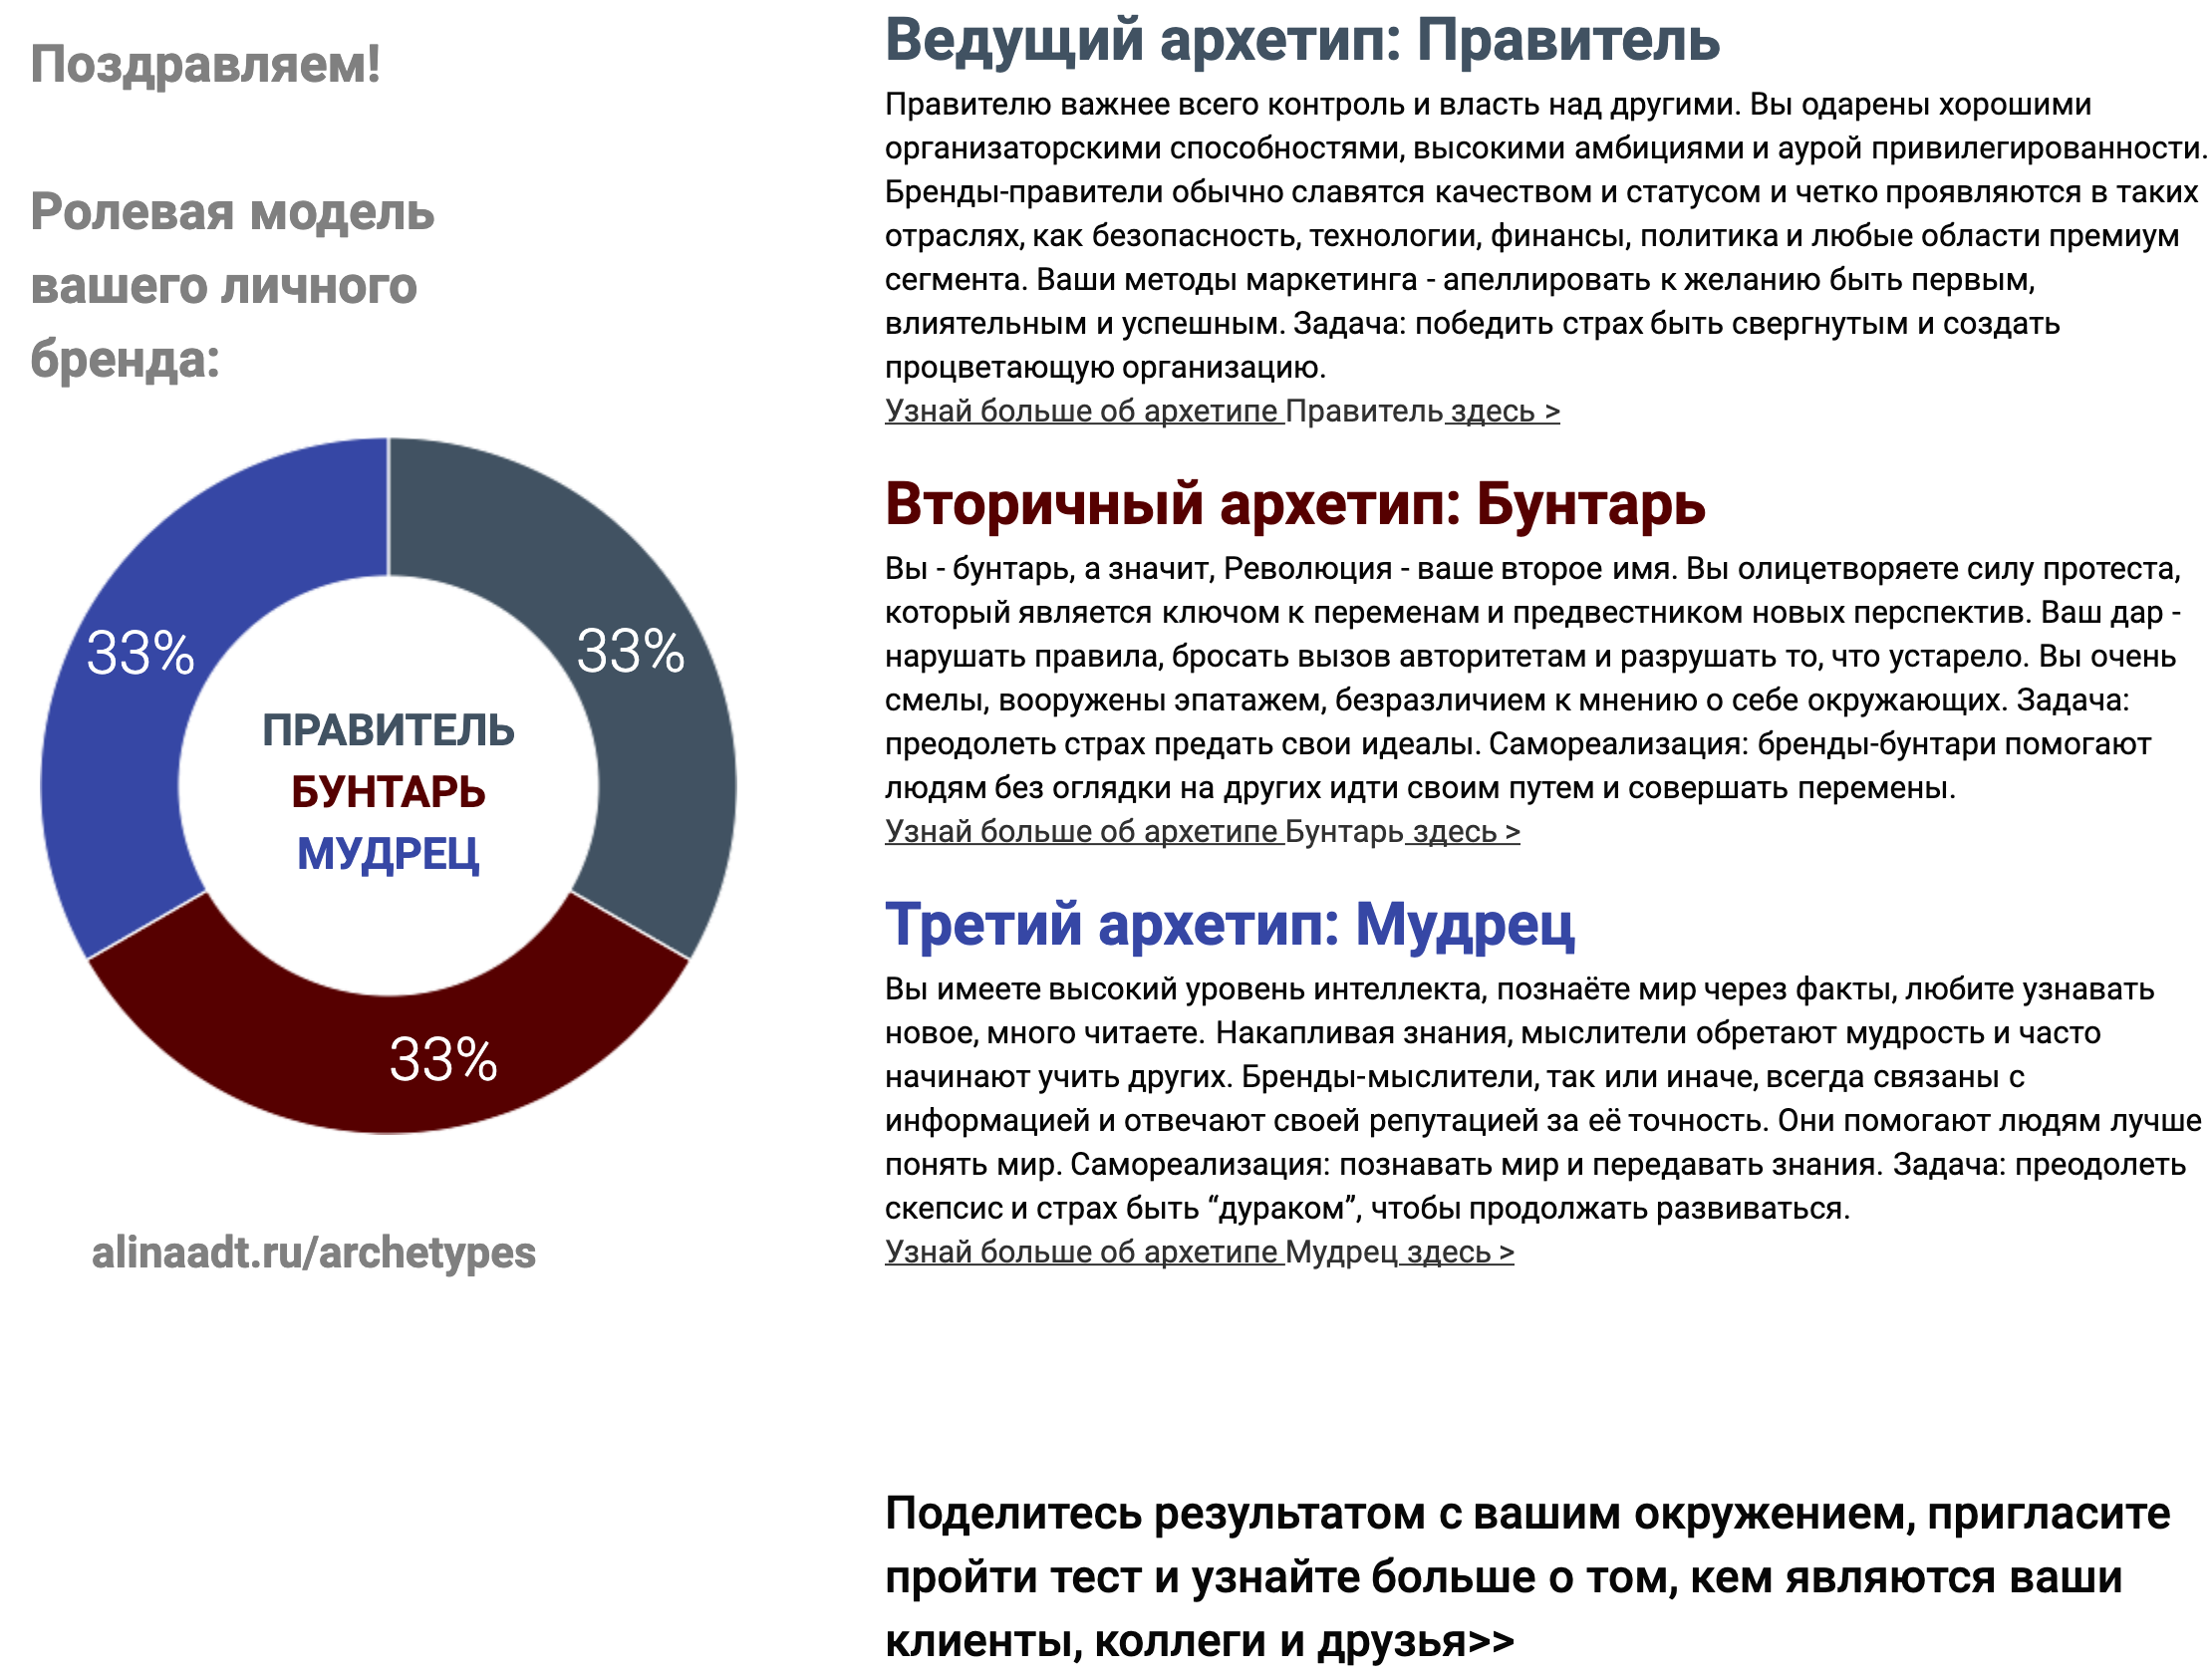 Поздравляем!
Ролевая модель
вашего личного
бренда:
33%
33%
ПРАВИТЕЛЬ
БУНТАРЬ
МУДРЕЦ
33%
alinaadt.ru/archetypes
Ведущий архетип: Правитель
Правителю важнее всего контроль и власть над другими. Вы одарены хорошими
организаторскими способностями, высокими амбициями и аурой привилегированности.
Бренды-правители обычно славятся качеством и статусом и четко проявляются в таких
отраслях, как безопасность, технологии, финансы, политика и любые области премиум
сегмента. Ваши методы маркетинга - апеллировать к желанию быть первым,
влиятельным и успешным. Задача: победить страх быть свергнутым и создать
процветающую организацию.
Узнай больше об архетипе Правитель здесь >
Вторичный архетип: Бунтарь
Вы - бунтарь, а значит, Революция - ваше второе имя. Вы олицетворяете силу протеста,
который является ключом к переменам и предвестником новых перспектив. Ваш дар -
нарушать правила, бросать вызов авторитетам и разрушать то, что устарело. Вы очень
смелы, вооружены эпатажем, безразличием к мнению о себе окружающих. Задача:
преодолеть страх предать свои идеалы. Самореализация: бренды-бунтари помогают
людям без оглядки на других идти своим путем и совершать перемены.
Узнай больше об архетипе Бунтарь здесь >
Третий архетип: Мудрец
Вы имеете высокий уровень интеллекта, познаёте мир через факты, любите узнавать
новое, много читаете. Накапливая знания, мыслители обретают мудрость и часто
начинают учить других. Бренды-мыслители, так или иначе, всегда связаны с
информацией и отвечают своей репутацией за её точность. Они помогают людям лучше
понять мир. Самореализация: познавать мир и передавать знания. Задача: преодолеть
скепсис и страх быть “дураком”, чтобы продолжать развиваться.
Узнай больше об архетипе Мудрец здесь >
Поделитесь результатом с вашим окружением, пригласите
пройти тест и узнайте больше о том, кем являются ваши
клиенты, коллеги и друзья>>